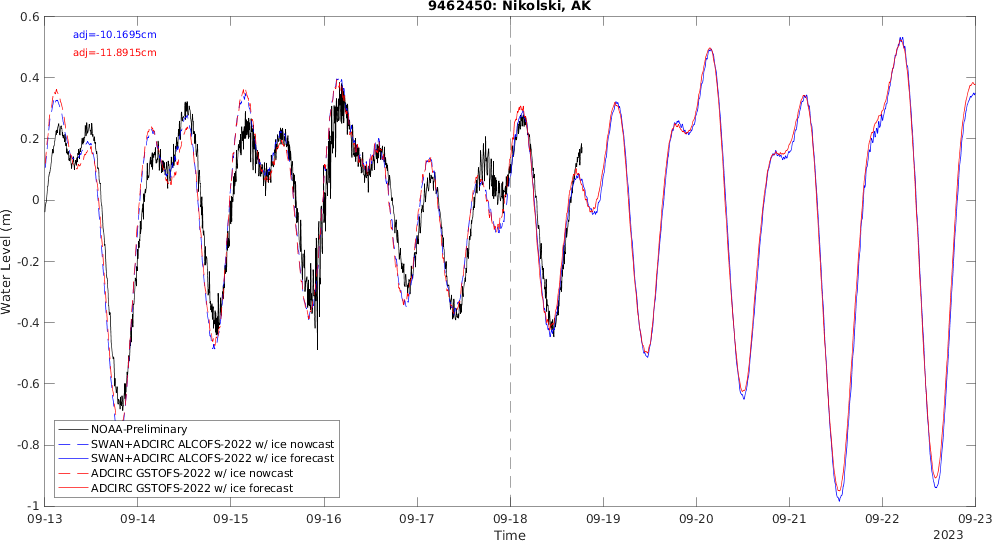 9462450: Nikolski, AK
adj=-10.1695cm
adj=-11.8915cm
Water Level (m)
0.6
0.4
0.2
0
-0.2
-0.4
-0.6
-0.8
-1
NOAA-Preliminary
SWAN+ADCIRC ALCOFS-2022 w/ ice nowcast
SWAN+ADCIRC ALCOFS-2022 w/ ice forecast
ADCIRC GSTOFS-2022 w/ ice nowcast
ADCIRC GSTOFS-2022 w/ ice forecast
09-13 09-14 09-15 09-16 09-17 09-18 09-19 09-20 09-21 09-22 09-23
Time
2023